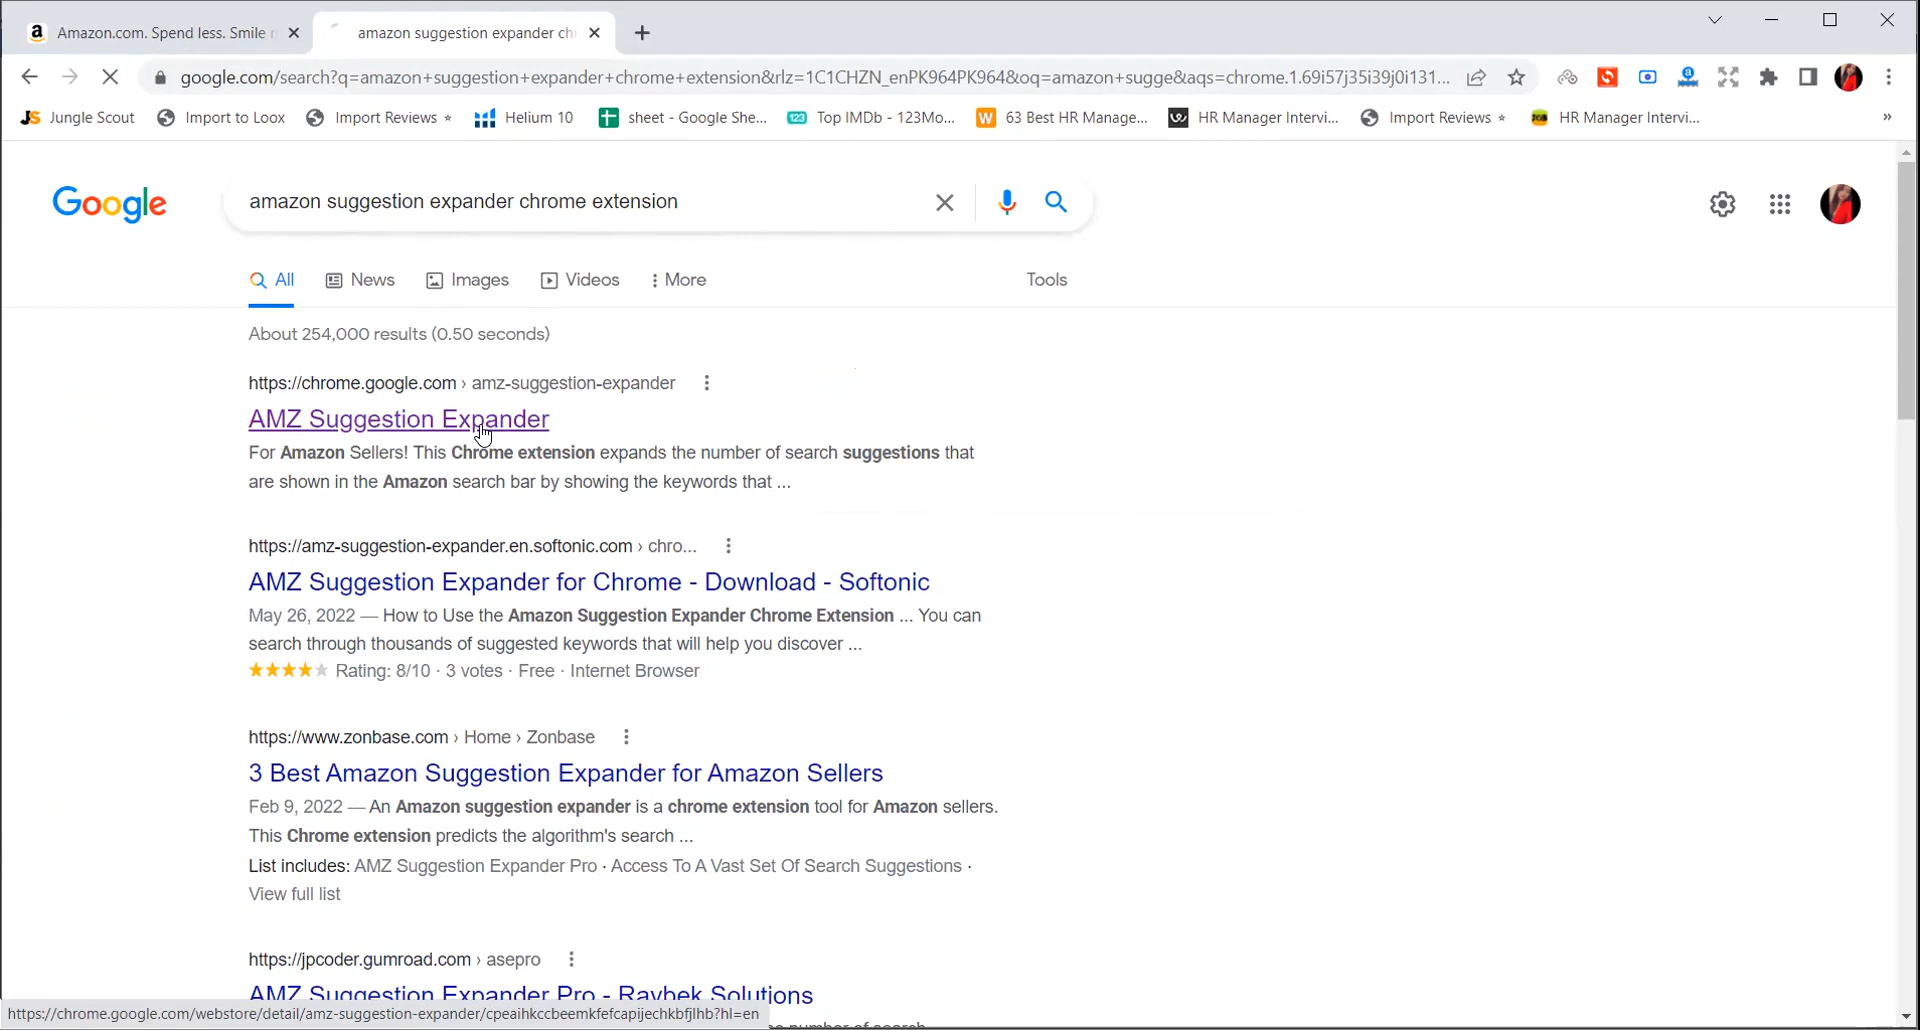 Amazon.com. Spend less. Smile
amazon suggestion expander ch
google.com/search?q=amazon+suggestion+expander+chrome+extension&rlz=1C1CHZN_enPK964PK964&oq=amazon+sugge&aqs=chrome.1.69i57j35i39j0i131...
Jungle Scout
Import to Loox
Import Reviews
Helium 10
sheet - Google She...
Top IMDb - 123Mo...
63 Best HR Manage...
HR Manager Intervi...
Import Reviews
HR Manager Intervi...
»
Google
amazon suggestion expander chrome extension
All
News
Images
Videos
More
Tools
About 254,000 results (0.50 seconds)
https://chrome.google.com › amz-suggestion-expander
AMZ Suggestion Expander
For Amazon Sellers! This Chrome extension expands the number of search suggestions that
are shown in the Amazon search bar by showing the keywords that ...
https://amz-suggestion-expander.en.softonic.com › chro...
AMZ Suggestion Expander for Chrome - Download - Softonic
May 26, 2022 — How to Use the Amazon Suggestion Expander Chrome Extension ... You can
search through thousands of suggested keywords that will help you discover ...
Rating: 8/10 · 3 votes · Free · Internet Browser
https://www.zonbase.com › Home › Zonbase
3 Best Amazon Suggestion Expander for Amazon Sellers
Feb 9, 2022 — An Amazon suggestion expander is a chrome extension tool for Amazon sellers.
This Chrome extension predicts the algorithm's search ...
List includes: AMZ Suggestion Expander Pro · Access To A Vast Set Of Search Suggestions ·
View full list
https://jpcoder.gumroad.com › asepro
AMZ Suggestion Expander Pro - Raybek Solutions
https://chrome.google.com/webstore/detail/amz-suggestion-expander/cpeaihkccbeemkfefcapijechkbfjlhb?hl=en